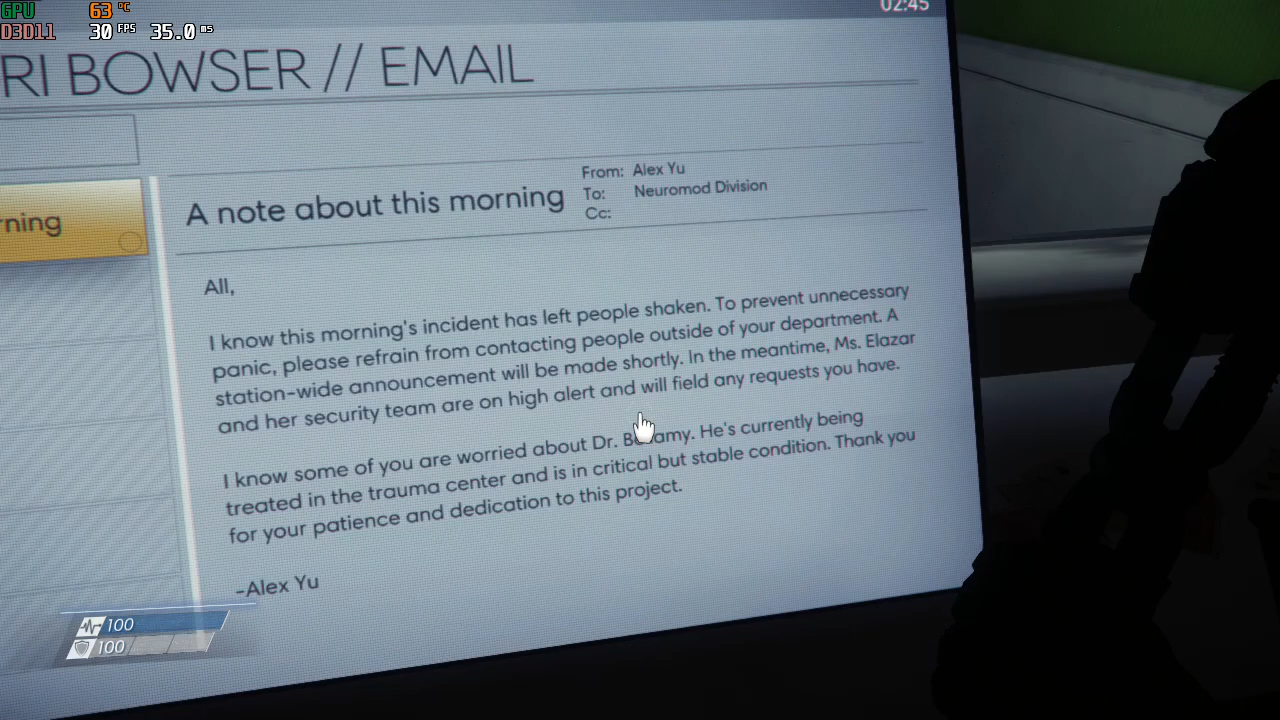 GPU 63 °C
D3D11 30 FPS 35.0 ms
02:45
RI BOWSER // EMAIL
rning
A note about this morning
From: Alex Yu
To: Neuromod Division
Cc:
All,
I know this morning's incident has left people shaken. To prevent unnecessary
panic, please refrain from contacting people outside of your department. A
station-wide announcement will be made shortly. In the meantime, Ms. Elazar
and her security team are on high alert and will field any requests you have.
I know some of you are worried about Dr. He's currently being
treated in the trauma center and is in critical but stable condition. Thank you
for your patience and dedication to this project.
-Alex Yu
100
100